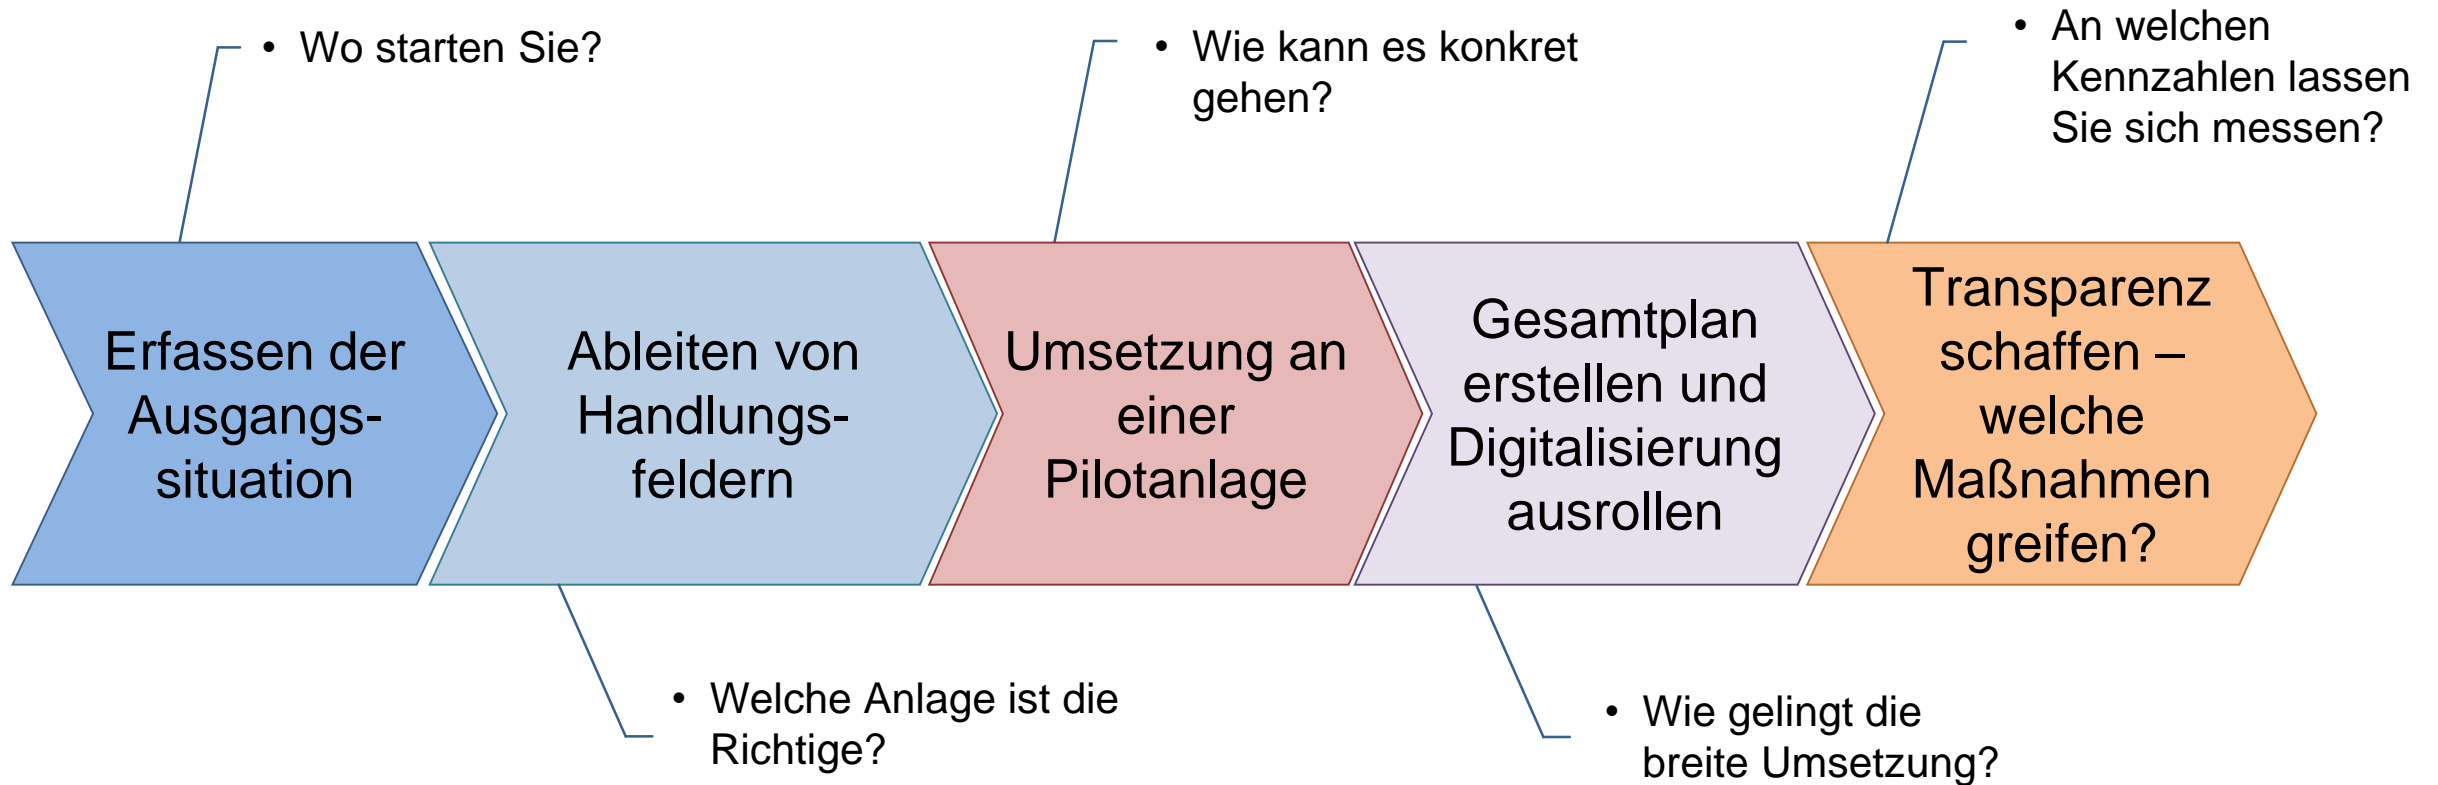 • Wo starten Sie?
• Wie kann es konkret
gehen?
• An welchen
Kennzahlen lassen
Sie sich messen?
Erfassen der
Ausgangs-
situation
Ableiten von
Handlungs-
feldern
Umsetzung an
einer
Pilotanlage
Gesamtplan
erstellen und
Digitalisierung
ausrollen
Transparenz
schaffen –
welche
Maßnahmen
greifen?
• Welche Anlage ist die
Richtige?
• Wie gelingt die
breite Umsetzung?